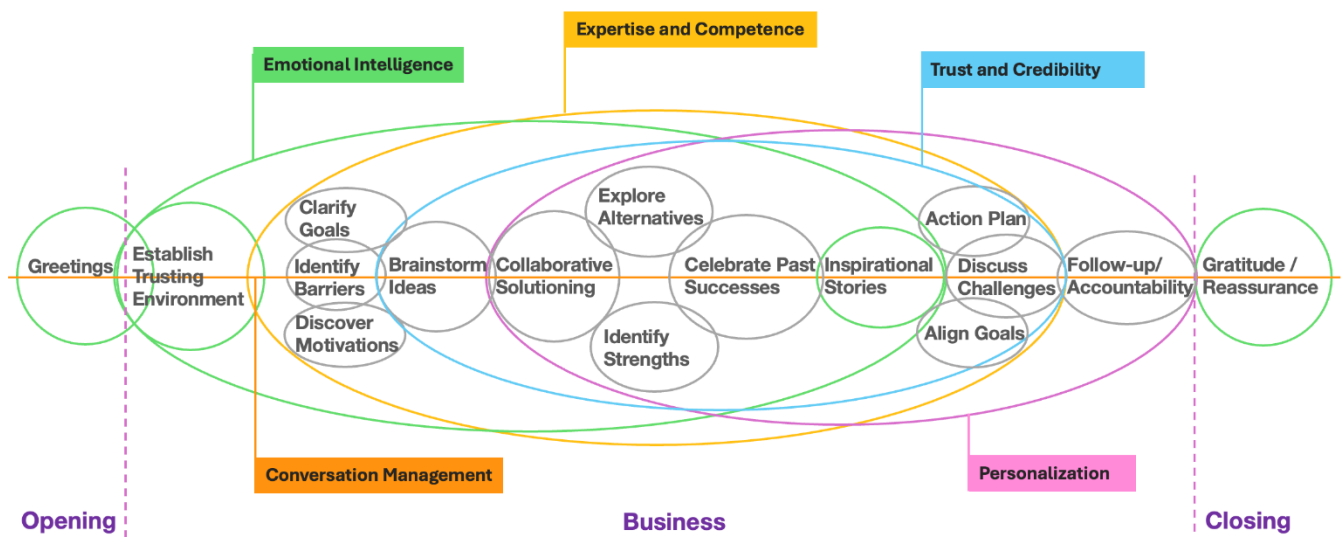 Expertise and Competence
Emotional Intelligence
Trust and Credibility
Greetings
Establish
Trusting
Environment
Clarify
Goals
Identify
Barriers
Discover
Motivations
Brainstorm
Ideas
Collaborative
Solutioning
Explore
Alternatives
Identify
Strengths
Celebrate Past
Successes
Inspirational
Stories
Action Plan
Discuss
Challenges
Align Goals
Follow-up/
Accountability
Gratitude /
Reassurance
Conversation Management
Personalization
Opening
Business
Closing